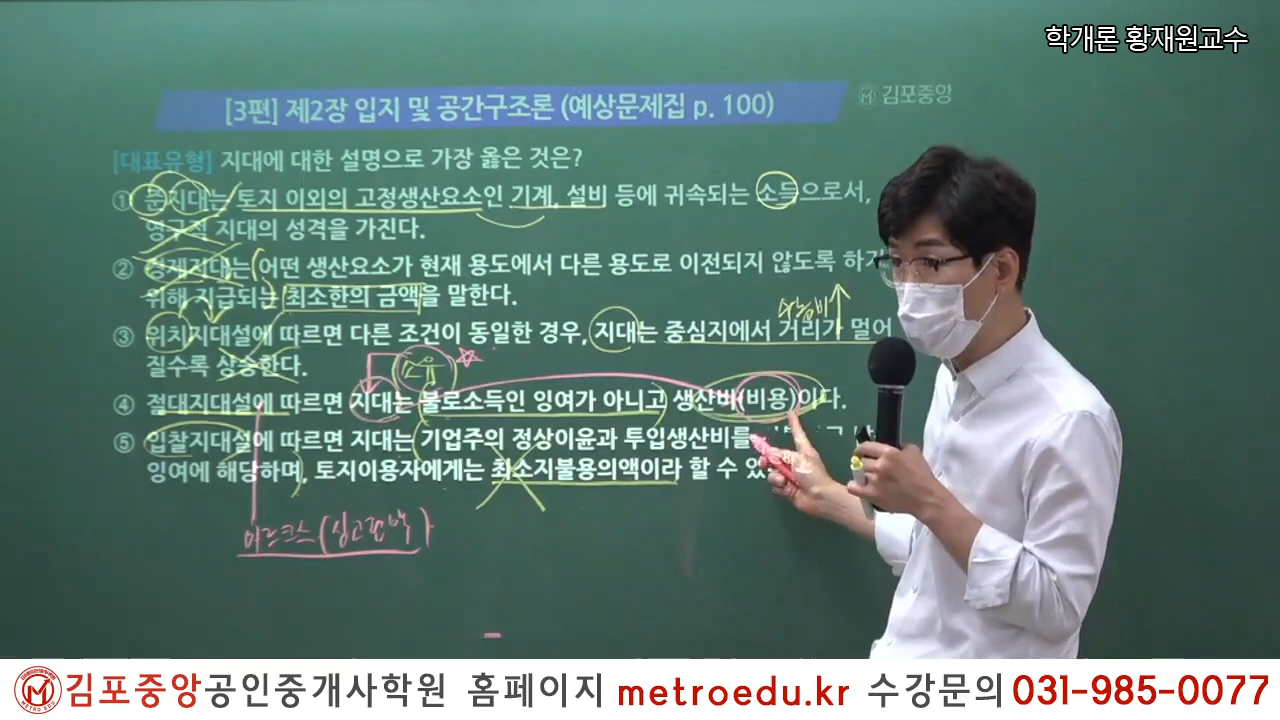 학개론 황재원교수
[3편] 제2장 입지 및 공간구조론 (예상문제집 p. 100)
김포중앙
[대표유형] 지대에 대한 설명으로 가장 옳은 것은?
① 준지대는 토지 이외의 고정생산요소인 기계, 설비 등에 귀속되는 소득으로서,
영구적 지대의 성격을 가진다.
② 경제지대는 어떤 생산요소가 현재 용도에서 다른 용도로 이전되지 않도록 하기
위해 지급되는 최소한의 금액을 말한다.
수송비
③ 위치지대설에 따르면 다른 조건이 동일한 경우, 지대는 중심지에서 거리가 멀어
질수록 상승한다.
④ 절대지대설에 따르면 지대는 불로소득인 잉여가 아니고 생산비(비용)이다.
⑤ 입찰지대설에 따르면 지대는 기업주의 정상이윤과 투입생산비를
잉여에 해당하며, 토지이용자에게는 최소지불용의액이라 할 수 있
마르크스
METRO EDU
김포중앙공인중개사학원 홈페이지 metroedu.kr 수강문의 031-985-0077